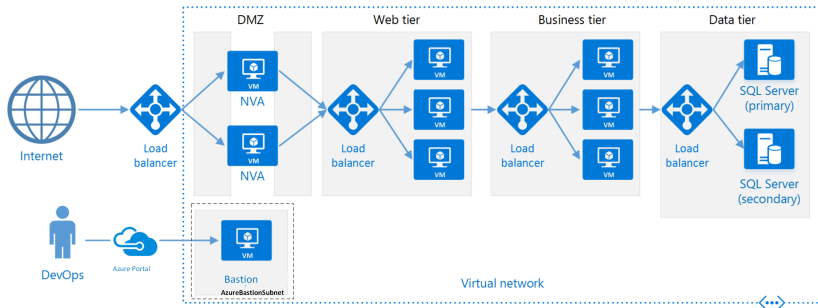 DMZ
Web tier
Business tier
Data tier
VM
NVA
VM
NVA
VM
VM
VM
VM
VM
VM
Internet
Load
balancer
Load
balancer
Load
balancer
Load
balancer
SQL Server
(primary)
SQL Server
(secondary)
DevOps
Azure Portal
VM
Bastion
AzureBastionSubnet
Virtual network